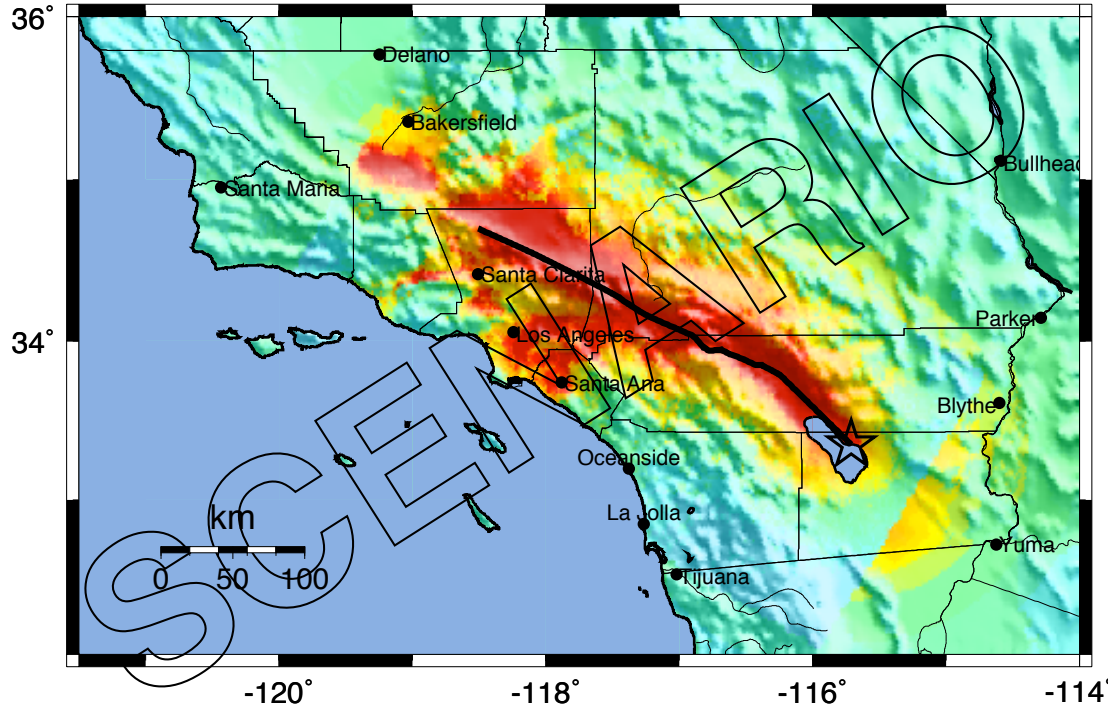 36°
Delano
Bakersfield
Bullhead
Santa Maria
Santa Clarita
34°
Los Angeles
Parker
Santa Ana
Blythe
Oceanside
La Jolla
km
Yuma
0 50 100
Tijuana
SCENARIO
-120° -118° -116° -114°